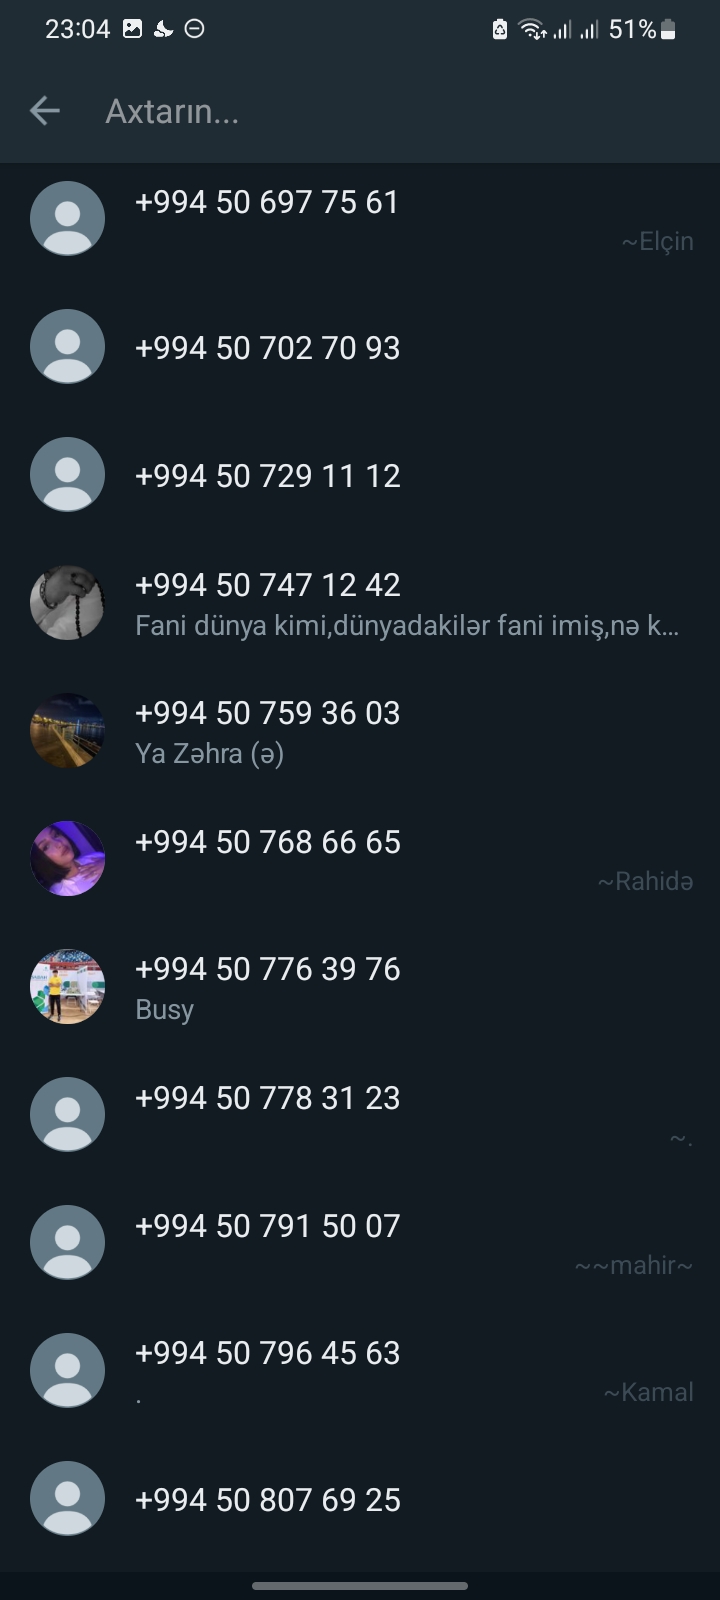 23:04
51%
Axtarın...
+994 50 697 75 61
~Elçin
+994 50 702 70 93
+994 50 729 11 12
+994 50 747 12 42
Fani dünya kimi,dünyadakilər fani imiş,nə k...
+994 50 759 36 03
Ya Zəhra (ə)
+994 50 768 66 65
~Rahidə
+994 50 776 39 76
Busy
+994 50 778 31 23
~.
+994 50 791 50 07
~~mahir~
+994 50 796 45 63
.
~Kamal
+994 50 807 69 25